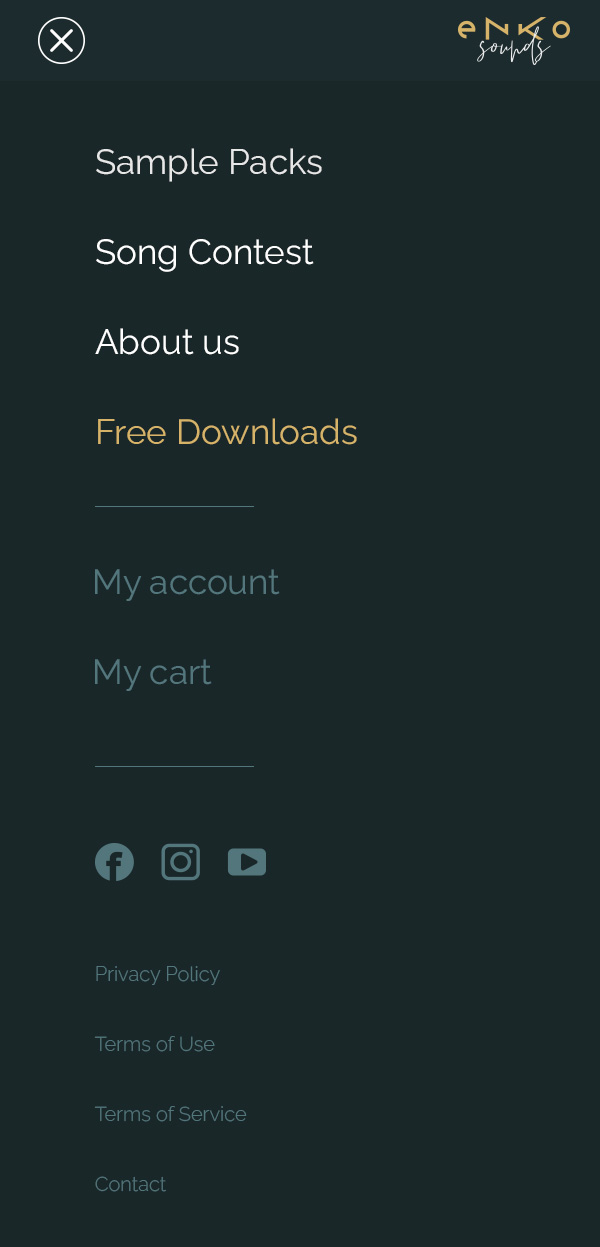 eNKO
sounds
Sample Packs
Song Contest
About us
Free Downloads
My account
My cart
Privacy Policy
Terms of Use
Terms of Service
Contact